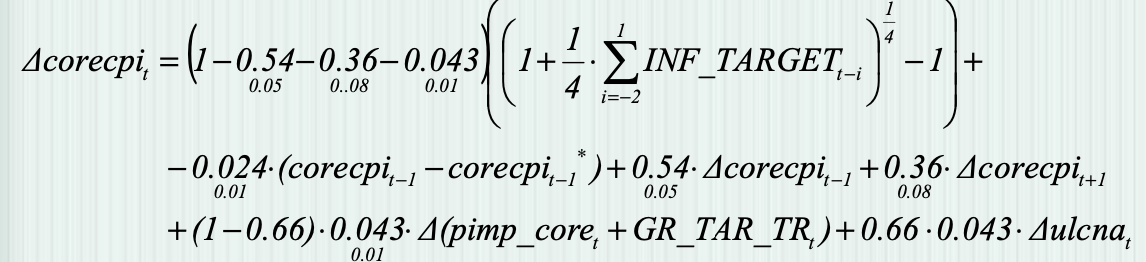 Δcorecpi_t = (1 − 0.54 − 0.36 − 0.043) ( ( 1 + 1/4 · ∑ INF_TARGET_{t−i} )^{1/4} − 1 ) +
0.05 0..08 0.01 i=−2 1
− 0.024 · (corecpi_{t−1} − corecpi_{t−1}^*) + 0.54 · Δcorecpi_{t−1} + 0.36 · Δcorecpi_{t+1}
0.01 0.05 0.08
+ (1 − 0.66) · 0.043 · Δ(pimp_core_t + GR_TAR_TR_t) + 0.66 · 0.043 · Δulcna_t
0.01